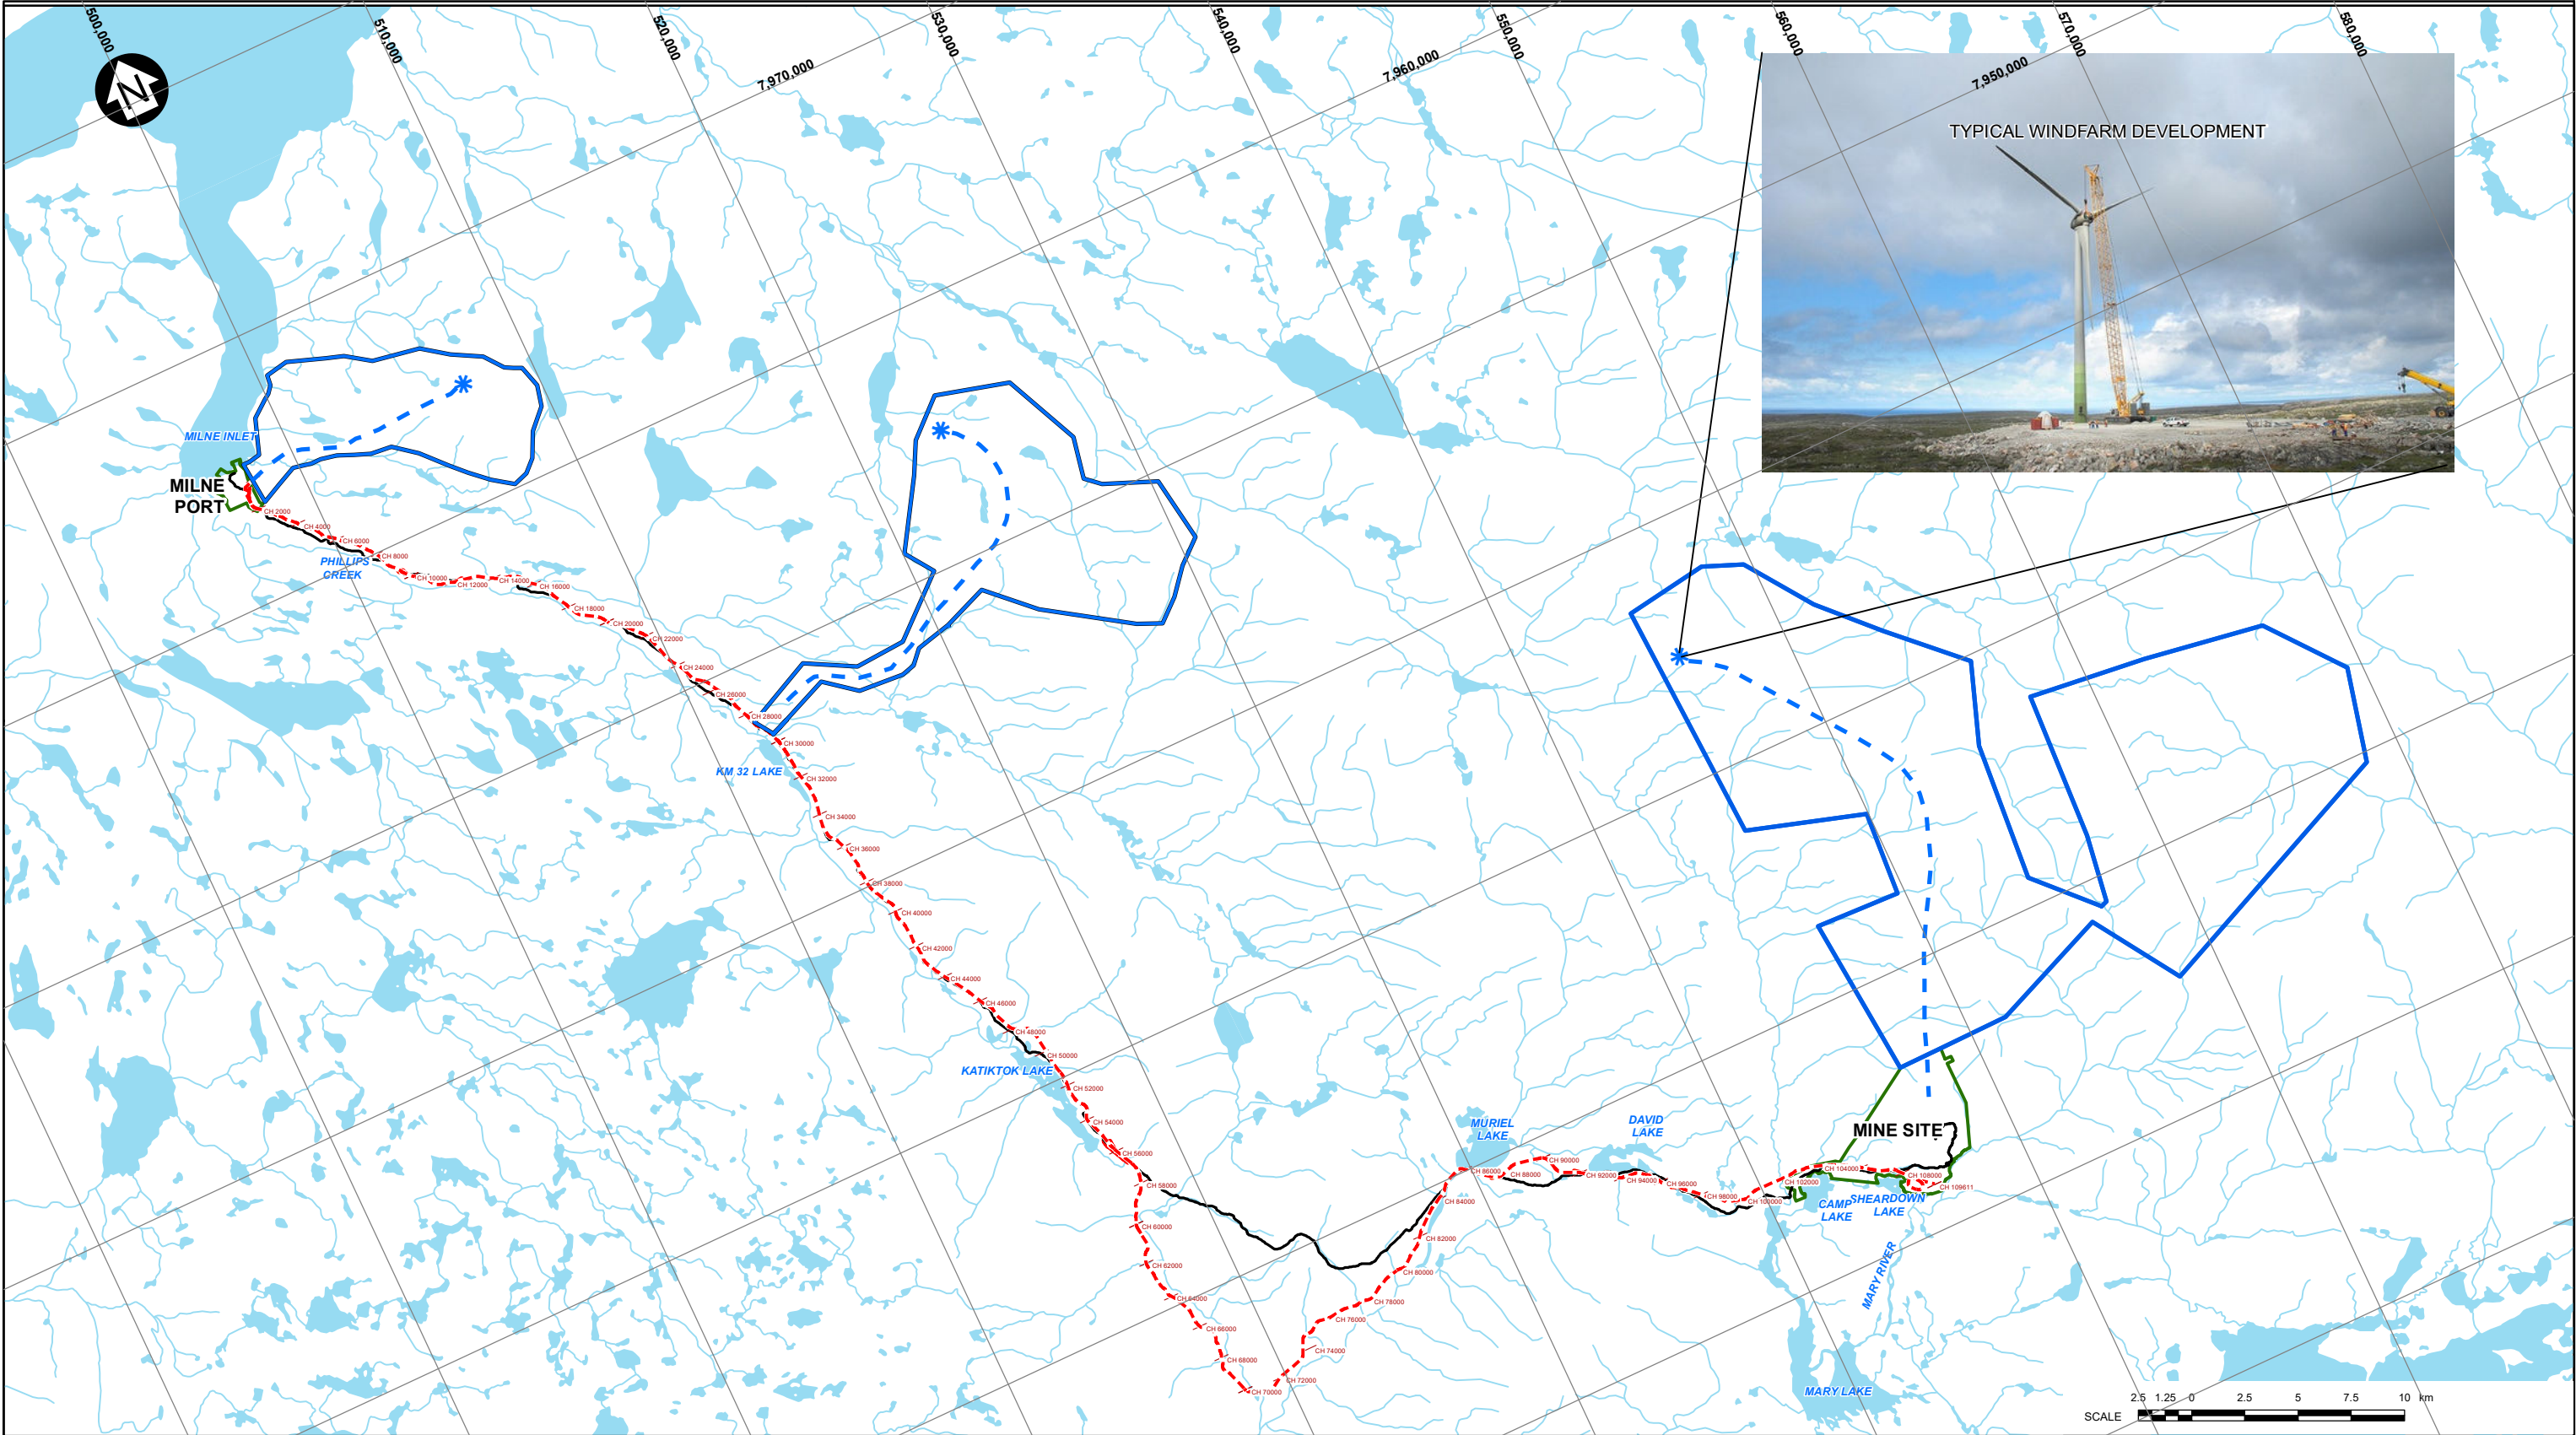 500,000
510,000
520,000
530,000
540,000
550,000
560,000
570,000
580,000
7,970,000
7,960,000
7,950,000
N
TYPICAL WINDFARM DEVELOPMENT
MILNE INLET
MILNE
PORT
CH 2000
CH 4000
CH 6000
CH 8000
PHILLIPS
CREEK
CH 10000
CH 12000
CH 14000
CH 16000
CH 18000
CH 20000
CH 22000
CH 24000
CH 26000
CH 28000
CH 30000
KM 32 LAKE
CH 32000
CH 34000
CH 36000
CH 38000
CH 40000
CH 42000
CH 44000
CH 46000
CH 48000
CH 50000
KATIKTOK LAKE
CH 52000
CH 54000
CH 56000
CH 58000
CH 60000
CH 62000
CH 64000
CH 66000
CH 68000
CH 70000
CH 72000
CH 74000
CH 76000
CH 78000
CH 80000
CH 82000
CH 84000
MURIEL
LAKE
CH 86000
CH 88000
CH 90000
DAVID
LAKE
CH 92000
CH 94000
CH 96000
CH 98000
CH 100000
CH 102000
MINE SITE
CH 104000
CH 108000
CH 109611
CAMP
LAKE
SHEARDOWN
LAKE
MARY RIVER
MARY LAKE
2.5 1.25 0 2.5 5 7.5 10 km
SCALE